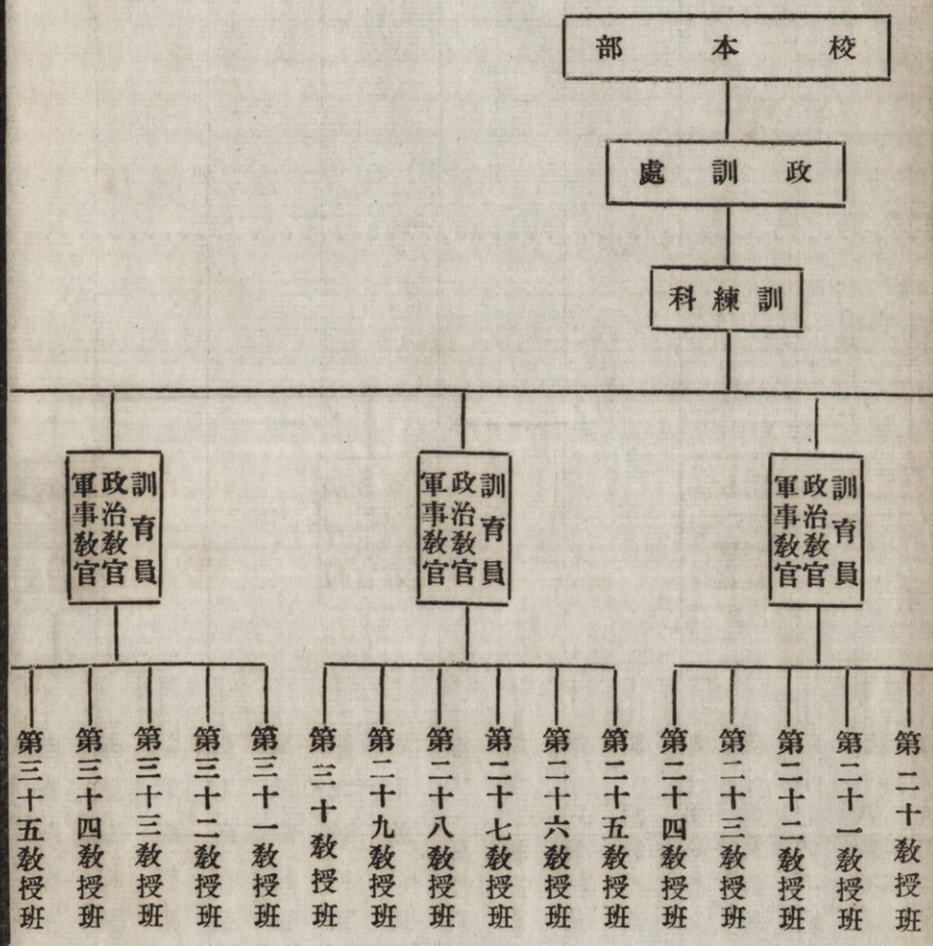 校本部
政訓處
訓練科
訓育員
政治教官
軍事教官
訓育員
政治教官
軍事教官
訓育員
政治教官
軍事教官
第二十教授班
第二十一教授班
第二十二教授班
第二十三教授班
第二十四教授班
第二十五教授班
第二十六教授班
第二十七教授班
第二十八教授班
第二十九教授班
第三十教授班
第三十一教授班
第三十二教授班
第三十三教授班
第三十四教授班
第三十五教授班